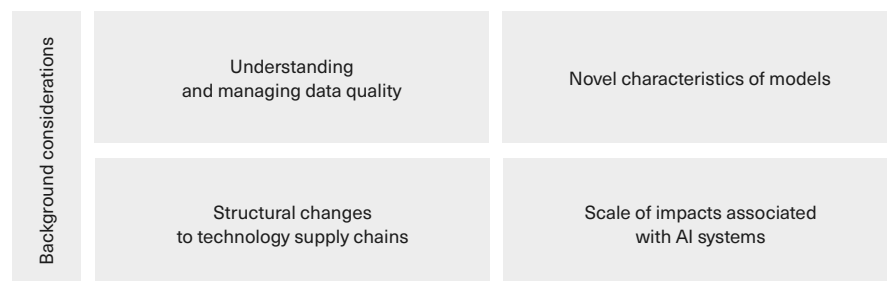 Background considerations
Understanding
and managing data quality
Novel characteristics of models
Structural changes
to technology supply chains
Scale of impacts associated
with AI systems